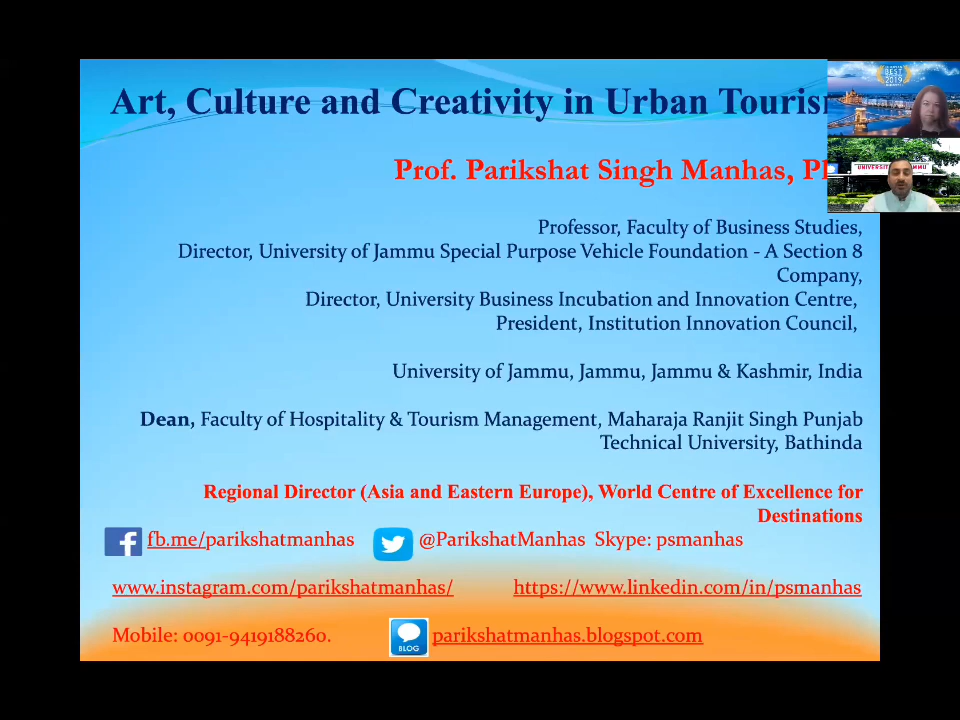 Art, Culture and Creativity in Urban Touris
Prof. Parikshat Singh Manhas,
Professor, Faculty of Business Studies,
Director, University of Jammu Special Purpose Vehicle Foundation - A Section 8
Company,
Director, University Business Incubation and Innovation Centre,
President, Institution Innovation Council,
University of Jammu, Jammu, Jammu & Kashmir, India
Dean, Faculty of Hospitality & Tourism Management, Maharaja Ranjit Singh Punjab
Technical University, Bathinda
Regional Director (Asia and Eastern Europe), World Centre of Excellence for
Destinations
fb.me/parikshatmanhas @ParikshatManhas Skype: psmanhas
www.instagram.com/parikshatmanhas/ https://www.linkedin.com/in/psmanhas
Mobile: 0091-9419188260. BLOG parikshatmanhas.blogspot.com
BEST
2019